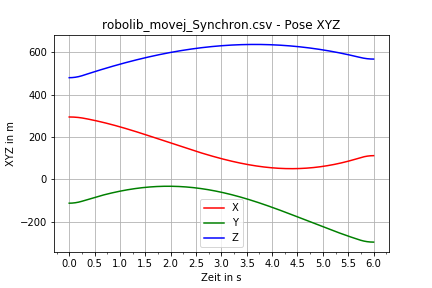 robolib_movej_Synchron.csv - Pose XYZ
XYZ in m
600
400
200
0
−200
X
Y
Z
0.0 0.5 1.0 1.5 2.0 2.5 3.0 3.5 4.0 4.5 5.0 5.5 6.0
Zeit in s